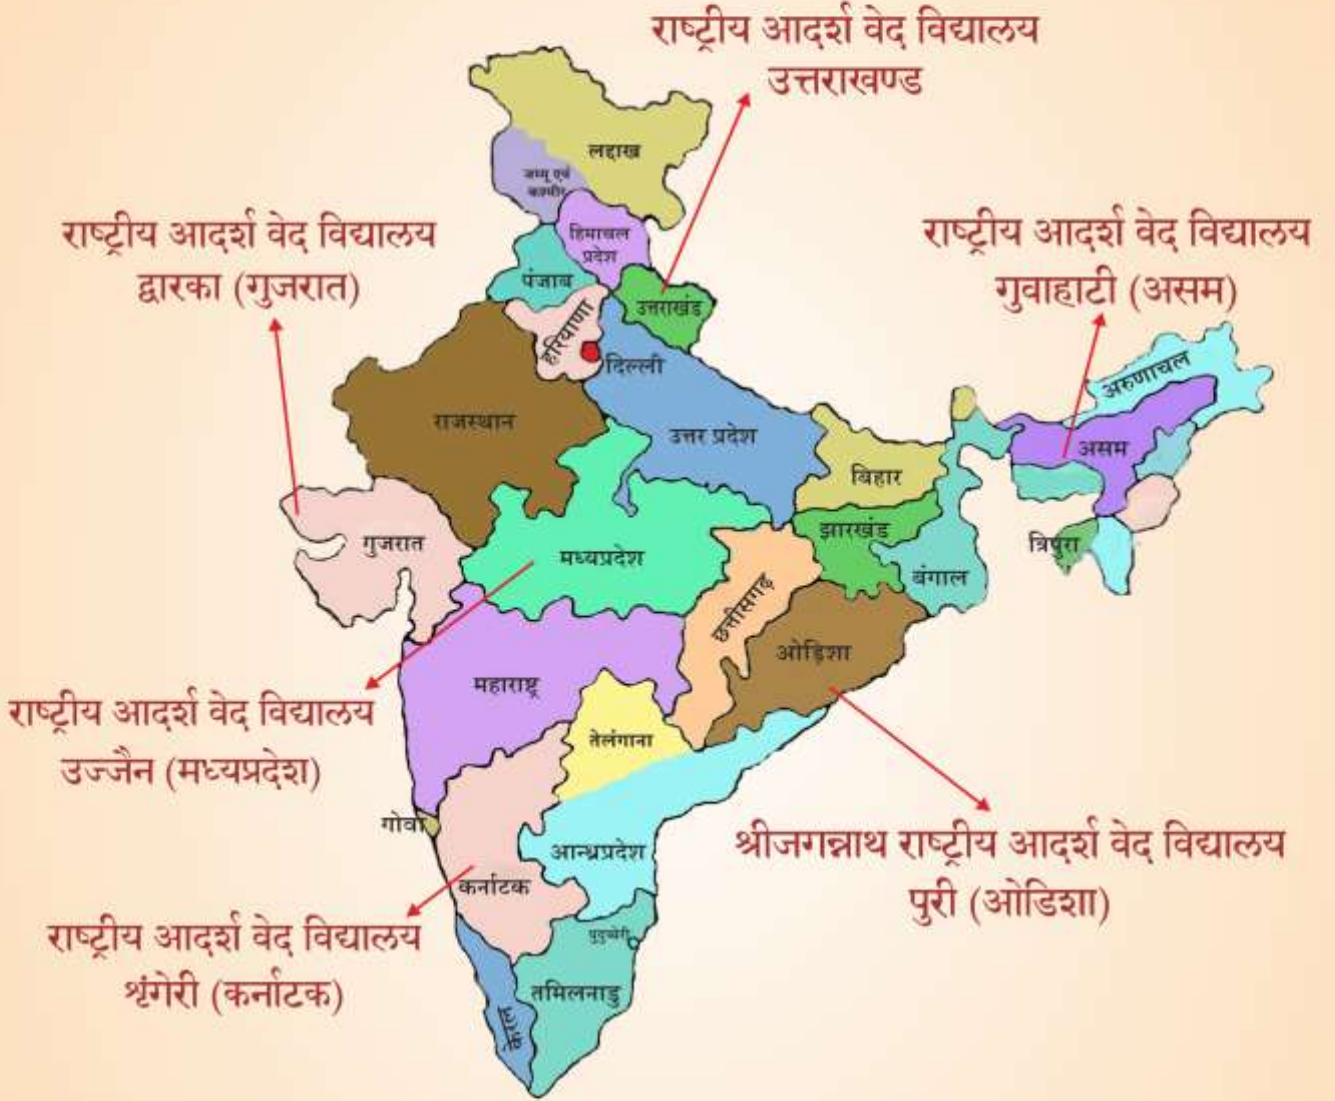 राष्ट्रीय आदर्श वेद विद्यालय
उत्तराखण्ड
लद्दाख
जम्मू एवं
कश्मीर
राष्ट्रीय आदर्श वेद विद्यालय
द्वारका (गुजरात)
हिमाचल
प्रदेश
राष्ट्रीय आदर्श वेद विद्यालय
गुवाहाटी (असम)
पंजाब
उत्तराखंड
हरियाणा
दिल्ली
अरुणाचल
राजस्थान
उत्तर प्रदेश
असम
बिहार
झारखंड
गुजरात
मध्यप्रदेश
त्रिपुरा
बंगाल
छत्तीसगढ़
ओड़िशा
महाराष्ट्र
राष्ट्रीय आदर्श वेद विद्यालय
उज्जैन (मध्यप्रदेश)
तेलंगाना
गोवा
आन्ध्रप्रदेश
श्रीजगन्नाथ राष्ट्रीय आदर्श वेद विद्यालय
पुरी (ओडिशा)
कर्नाटक
राष्ट्रीय आदर्श वेद विद्यालय
शृंगेरी (कर्नाटक)
पुदुच्चेरी
तमिलनाडु
केरल